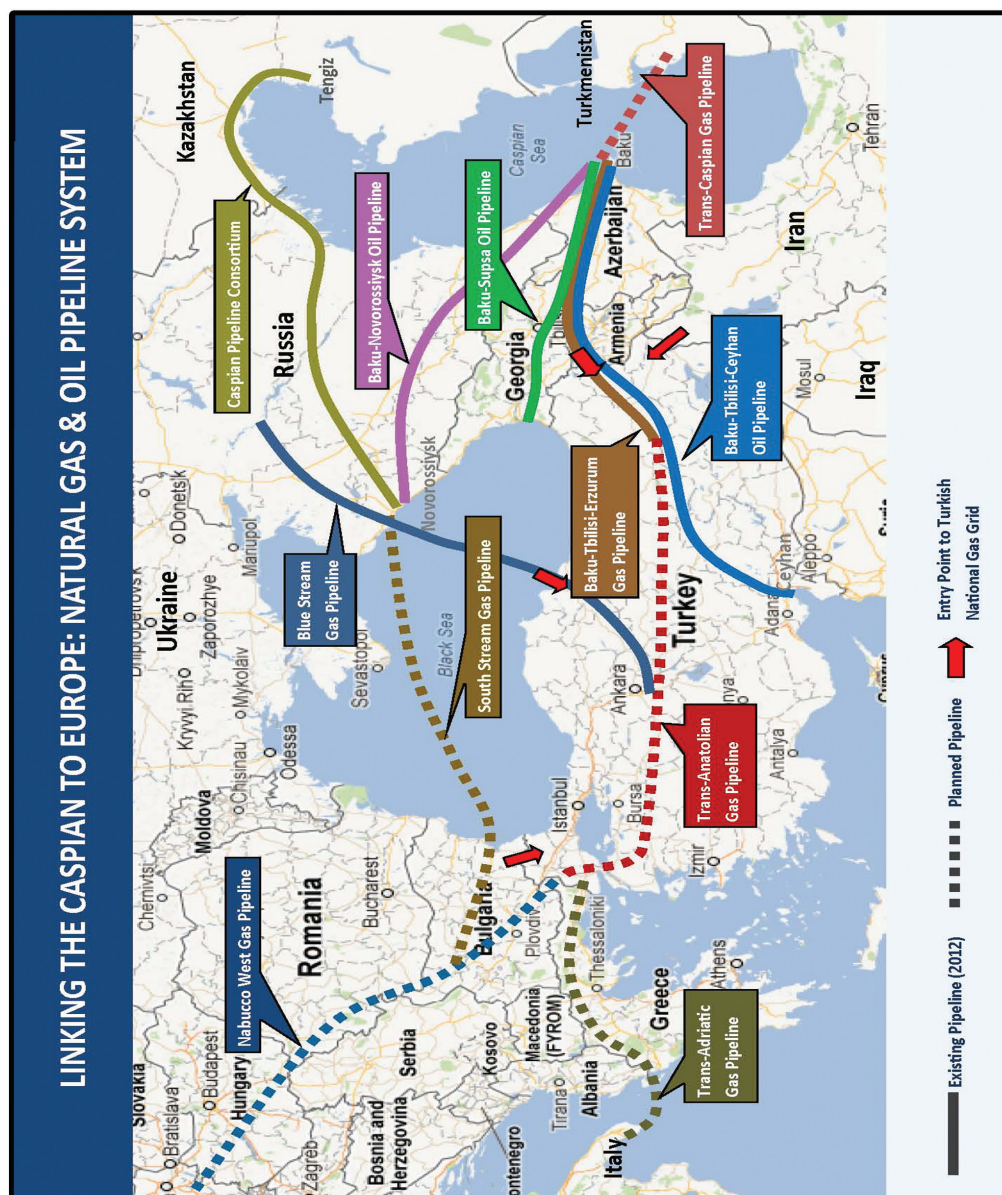 LINKING THE CASPIAN TO EUROPE: NATURAL GAS & OIL PIPELINE SYSTEM
Slovakia
Bratislava
Budapest
Hungary
Zagreb
Bosnia and
Herzegovina
Serbia
Kosovo
Macedonia
(FYROM)
Tirana
Albania
Italy
Greece
Athens
Thessaloniki
Nabucco West Gas Pipeline
Trans-Adriatic
Gas Pipeline
Chernivtsi
Moldova
Chisinau
Romania
Bucharest
Bulgaria
Plovdiv
Odessa
Mykolaiv
Kryvyi Rih
Zaporozhye
Ukraine
Donetsk
Mariupol
Sevastopol
Black Sea
Istanbul
Bursa
Izmir
Ankara
Antalya
Turkey
Adana
Ceyhan
Aleppo
Blue Stream
Gas Pipeline
South Stream Gas Pipeline
Trans-Anatolian
Gas Pipeline
Baku-Tbilisi-Erzurum
Gas Pipeline
Baku-Tbilisi-Ceyhan
Oil Pipeline
Novorossiysk
Russia
Kazakhstan
Tengiz
Caspian Pipeline Consortium
Baku-Novorossiysk Oil Pipeline
Baku-Supsa Oil Pipeline
Georgia
Armenia
Azerbaijan
Baku
Caspian
Sea
Turkmenistan
Trans-Caspian Gas Pipeline
Tehran
Iran
Mosul
Iraq
Existing Pipeline (2012)
Planned Pipeline
Entry Point to Turkish
National Gas Grid